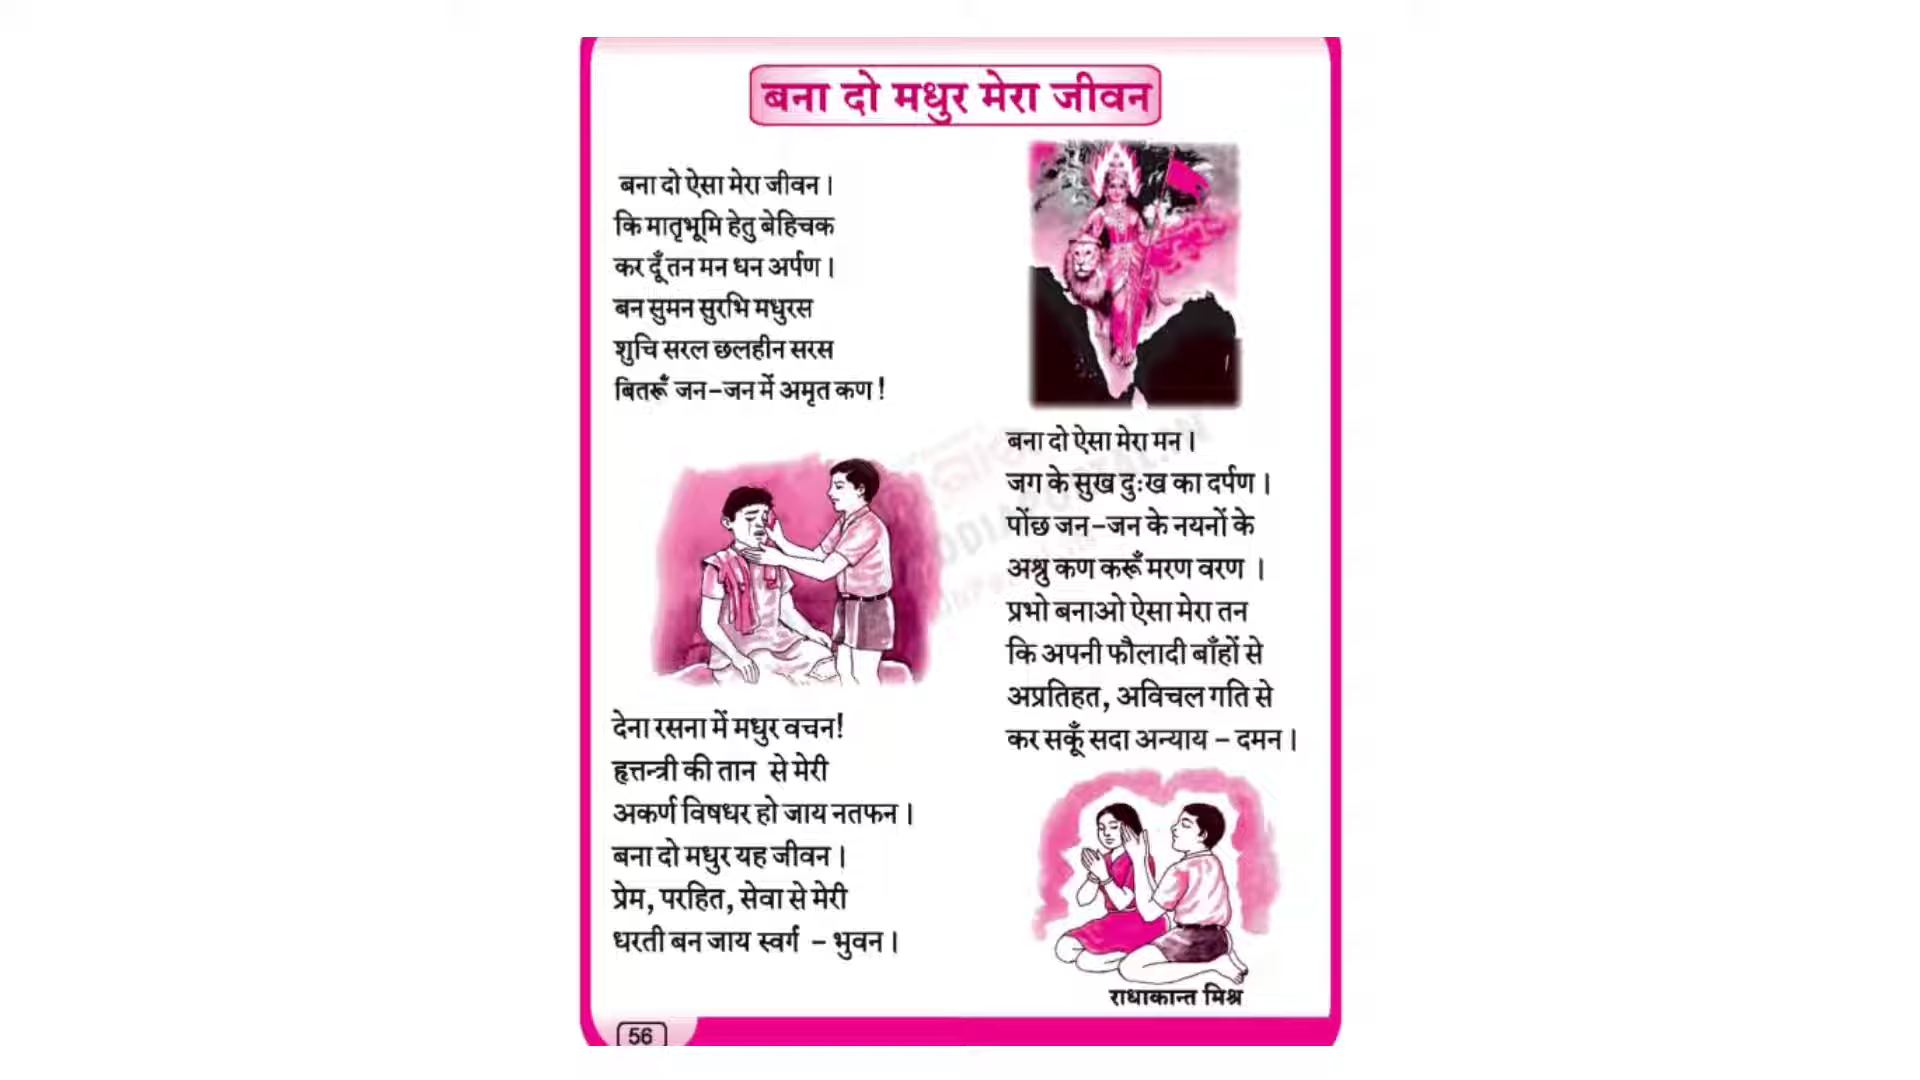 बना दो मधुर मेरा जीवन
बना दो ऐसा मेरा जीवन ।
कि मातृभूमि हेतु बेहिचक
कर दूँ तन मन धन अर्पण ।
बन सुमन सुरभि मधुरस
शुचि सरल छलहीन सरस
बितरूँ जन-जन में अमृत कण !
बना दो ऐसा मेरा मन ।
जग के सुख दुःख का दर्पण ।
पोंछ जन-जन के नयनों के
अश्रु कण करूँ मरण वरण ।
प्रभो बनाओ ऐसा मेरा तन
कि अपनी फौलादी बाँहों से
अप्रतिहत, अविचल गति से
कर सकूँ सदा अन्याय - दमन ।
देना रसना में मधुर वचन!
हृत्तन्त्री की तान से मेरी
अकर्ण विषधर हो जाय नतफन ।
बना दो मधुर यह जीवन ।
प्रेम, परहित, सेवा से मेरी
धरती बन जाय स्वर्ग - भुवन ।
राधाकान्त मिश्र
56